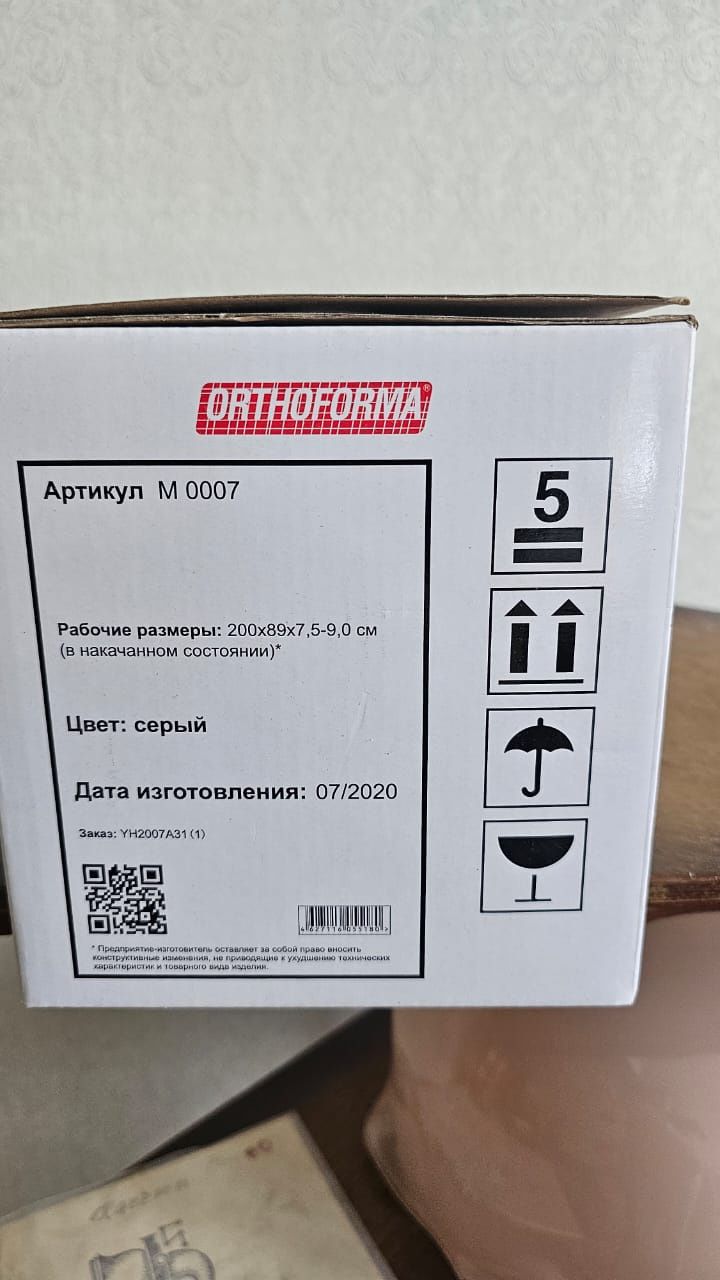 ORTHOFORMA®
Артикул М 0007
5
Рабочие размеры: 200х89х7,5-9,0 см
(в накачанном состоянии)*
Цвет: серый
Дата изготовления: 07/2020
Заказ: YH2007A31(1)
4627116055180>
* Предприятие-изготовитель оставляет за собой право вносить
конструктивные изменения, не приводящие к ухудшению технических
характеристик и товарного вида изделия.